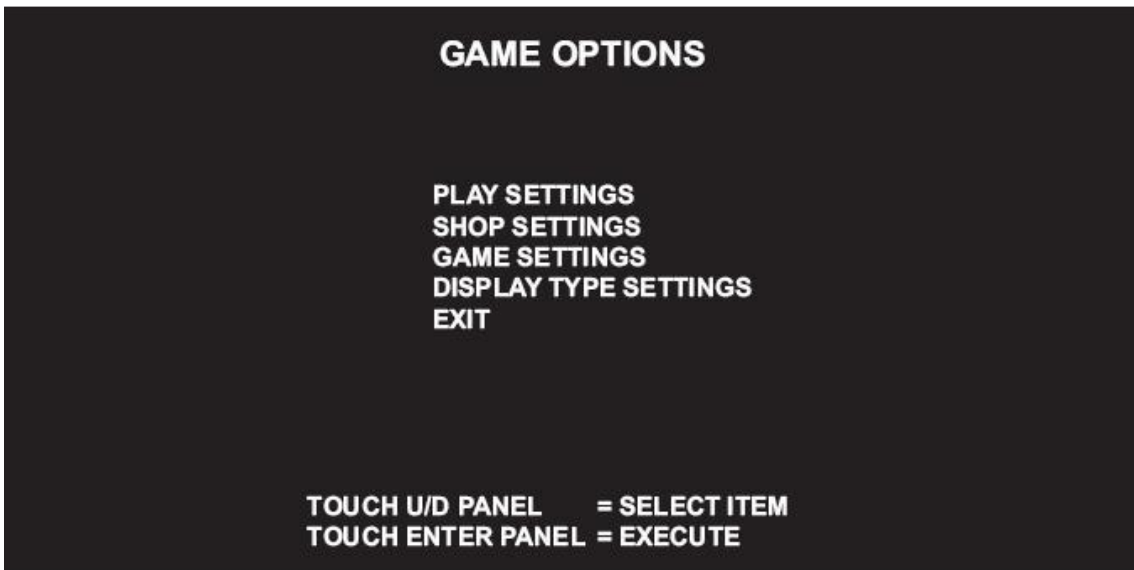 GAME OPTIONS
PLAY SETTINGS
SHOP SETTINGS
GAME SETTINGS
DISPLAY TYPE SETTINGS
EXIT
TOUCH U/D PANEL = SELECT ITEM
TOUCH ENTER PANEL = EXECUTE